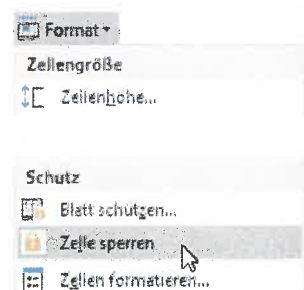 Format
Zellengröße
Zeilenhöhe...
Schutz
Blatt schützen...
Zelle sperren
Zellen formatieren...